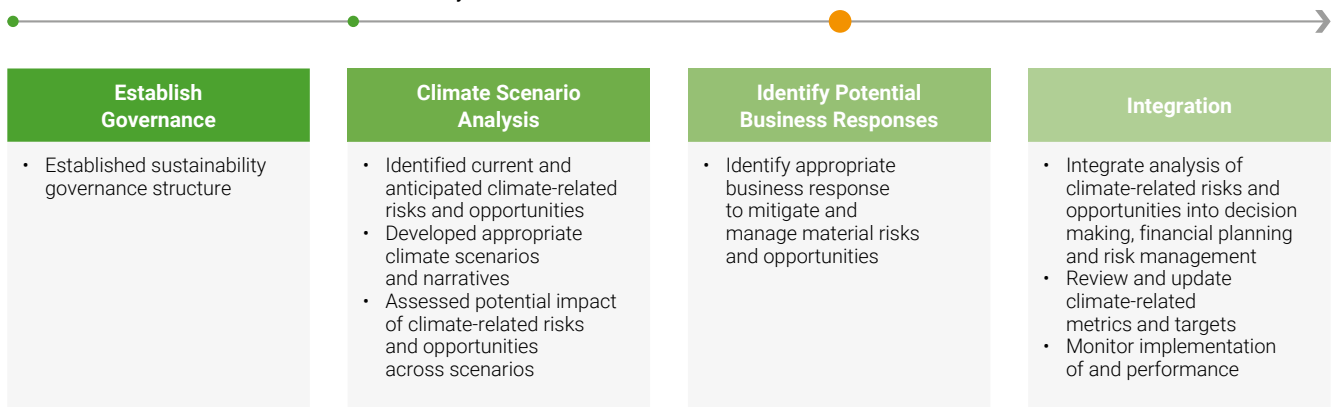 Establish
Governance
• Established sustainability
governance structure
Climate Scenario
Analysis
• Identified current and
anticipated climate-related
risks and opportunities
• Developed appropriate
climate scenarios
and narratives
• Assessed potential impact
of climate-related risks
and opportunities
across scenarios
Identify Potential
Business Responses
• Identify appropriate
business response
to mitigate and
manage material risks
and opportunities
Integration
• Integrate analysis of
climate-related risks and
opportunities into decision
making, financial planning
and risk management
• Review and update
climate-related
metrics and targets
• Monitor implementation
of and performance